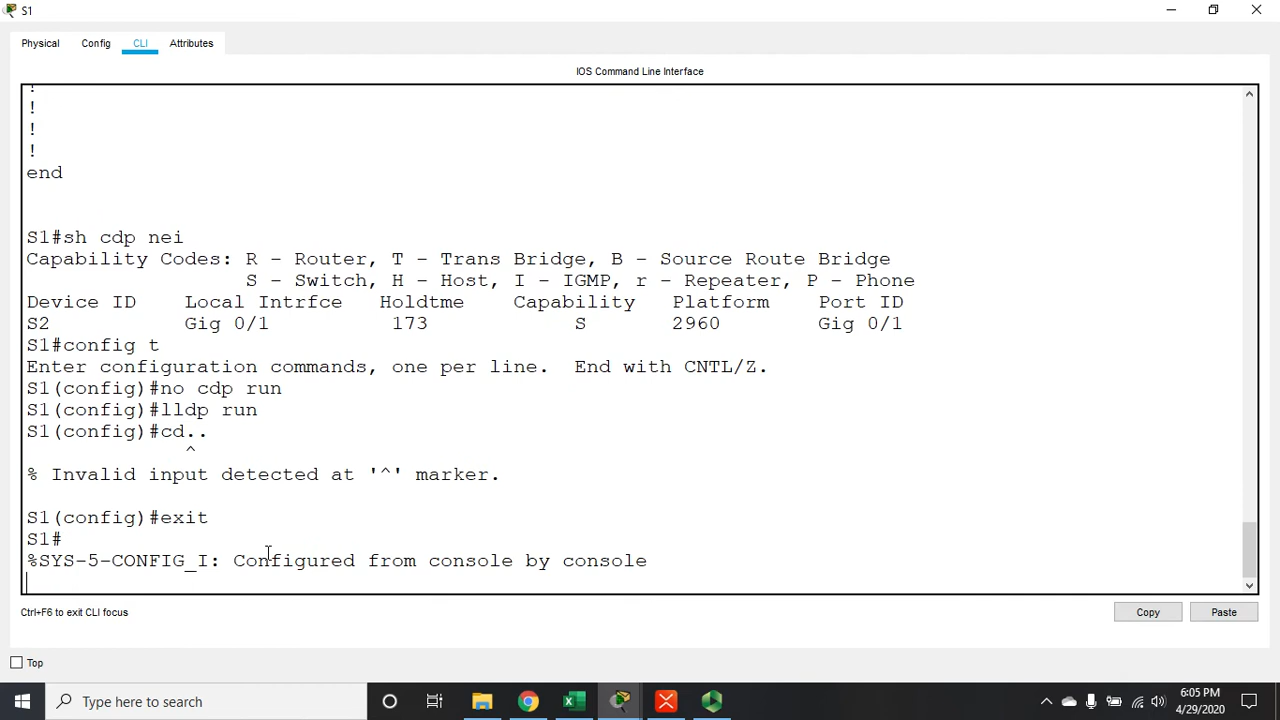 S1
Physical Config CLI Attributes
IOS Command Line Interface
!
!
!
!
end
S1#sh cdp nei
Capability Codes: R - Router, T - Trans Bridge, B - Source Route Bridge
S - Switch, H - Host, I - IGMP, r - Repeater, P - Phone
Device ID Local Intrfce Holdtme Capability Platform Port ID
S2 Gig 0/1 173 S 2960 Gig 0/1
S1#config t
Enter configuration commands, one per line. End with CNTL/Z.
S1(config)#no cdp run
S1(config)#lldp run
S1(config)#cd..
^
% Invalid input detected at '^' marker.
S1(config)#exit
S1#
%SYS-5-CONFIG_I: Configured from console by console
Ctrl+F6 to exit CLI focus
Copy Paste
Top
Type here to search
6:05 PM
4/29/2020